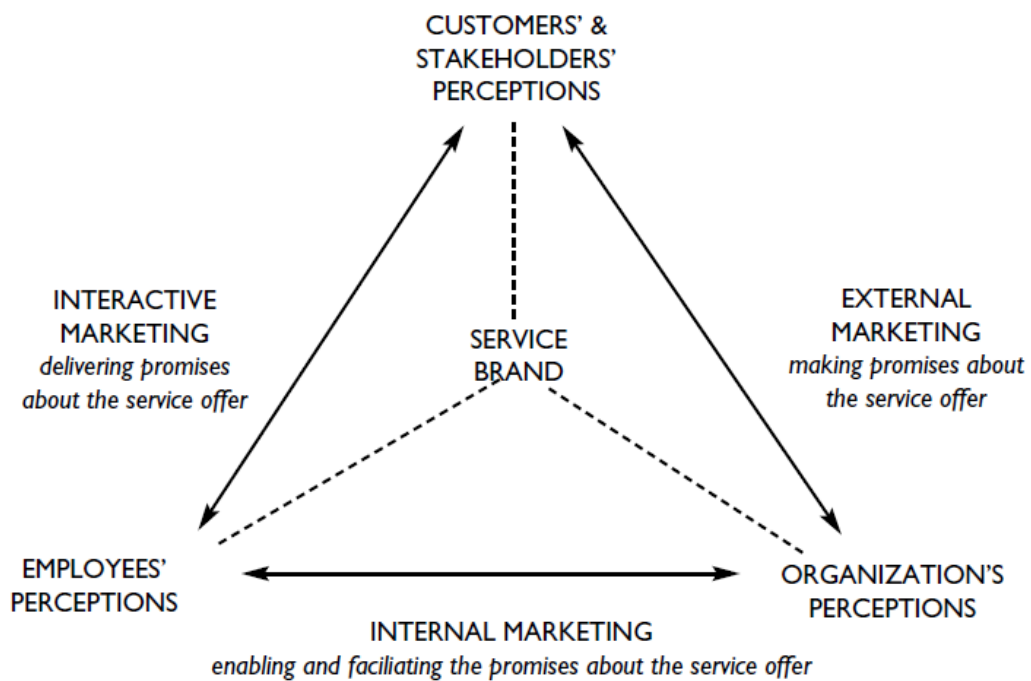 CUSTOMERS' &
STAKEHOLDERS'
PERCEPTIONS
INTERACTIVE
MARKETING
delivering promises
about the service offer
SERVICE
BRAND
EXTERNAL
MARKETING
making promises about
the service offer
EMPLOYEES'
PERCEPTIONS
ORGANIZATION'S
PERCEPTIONS
INTERNAL MARKETING
enabling and faciliating the promises about the service offer